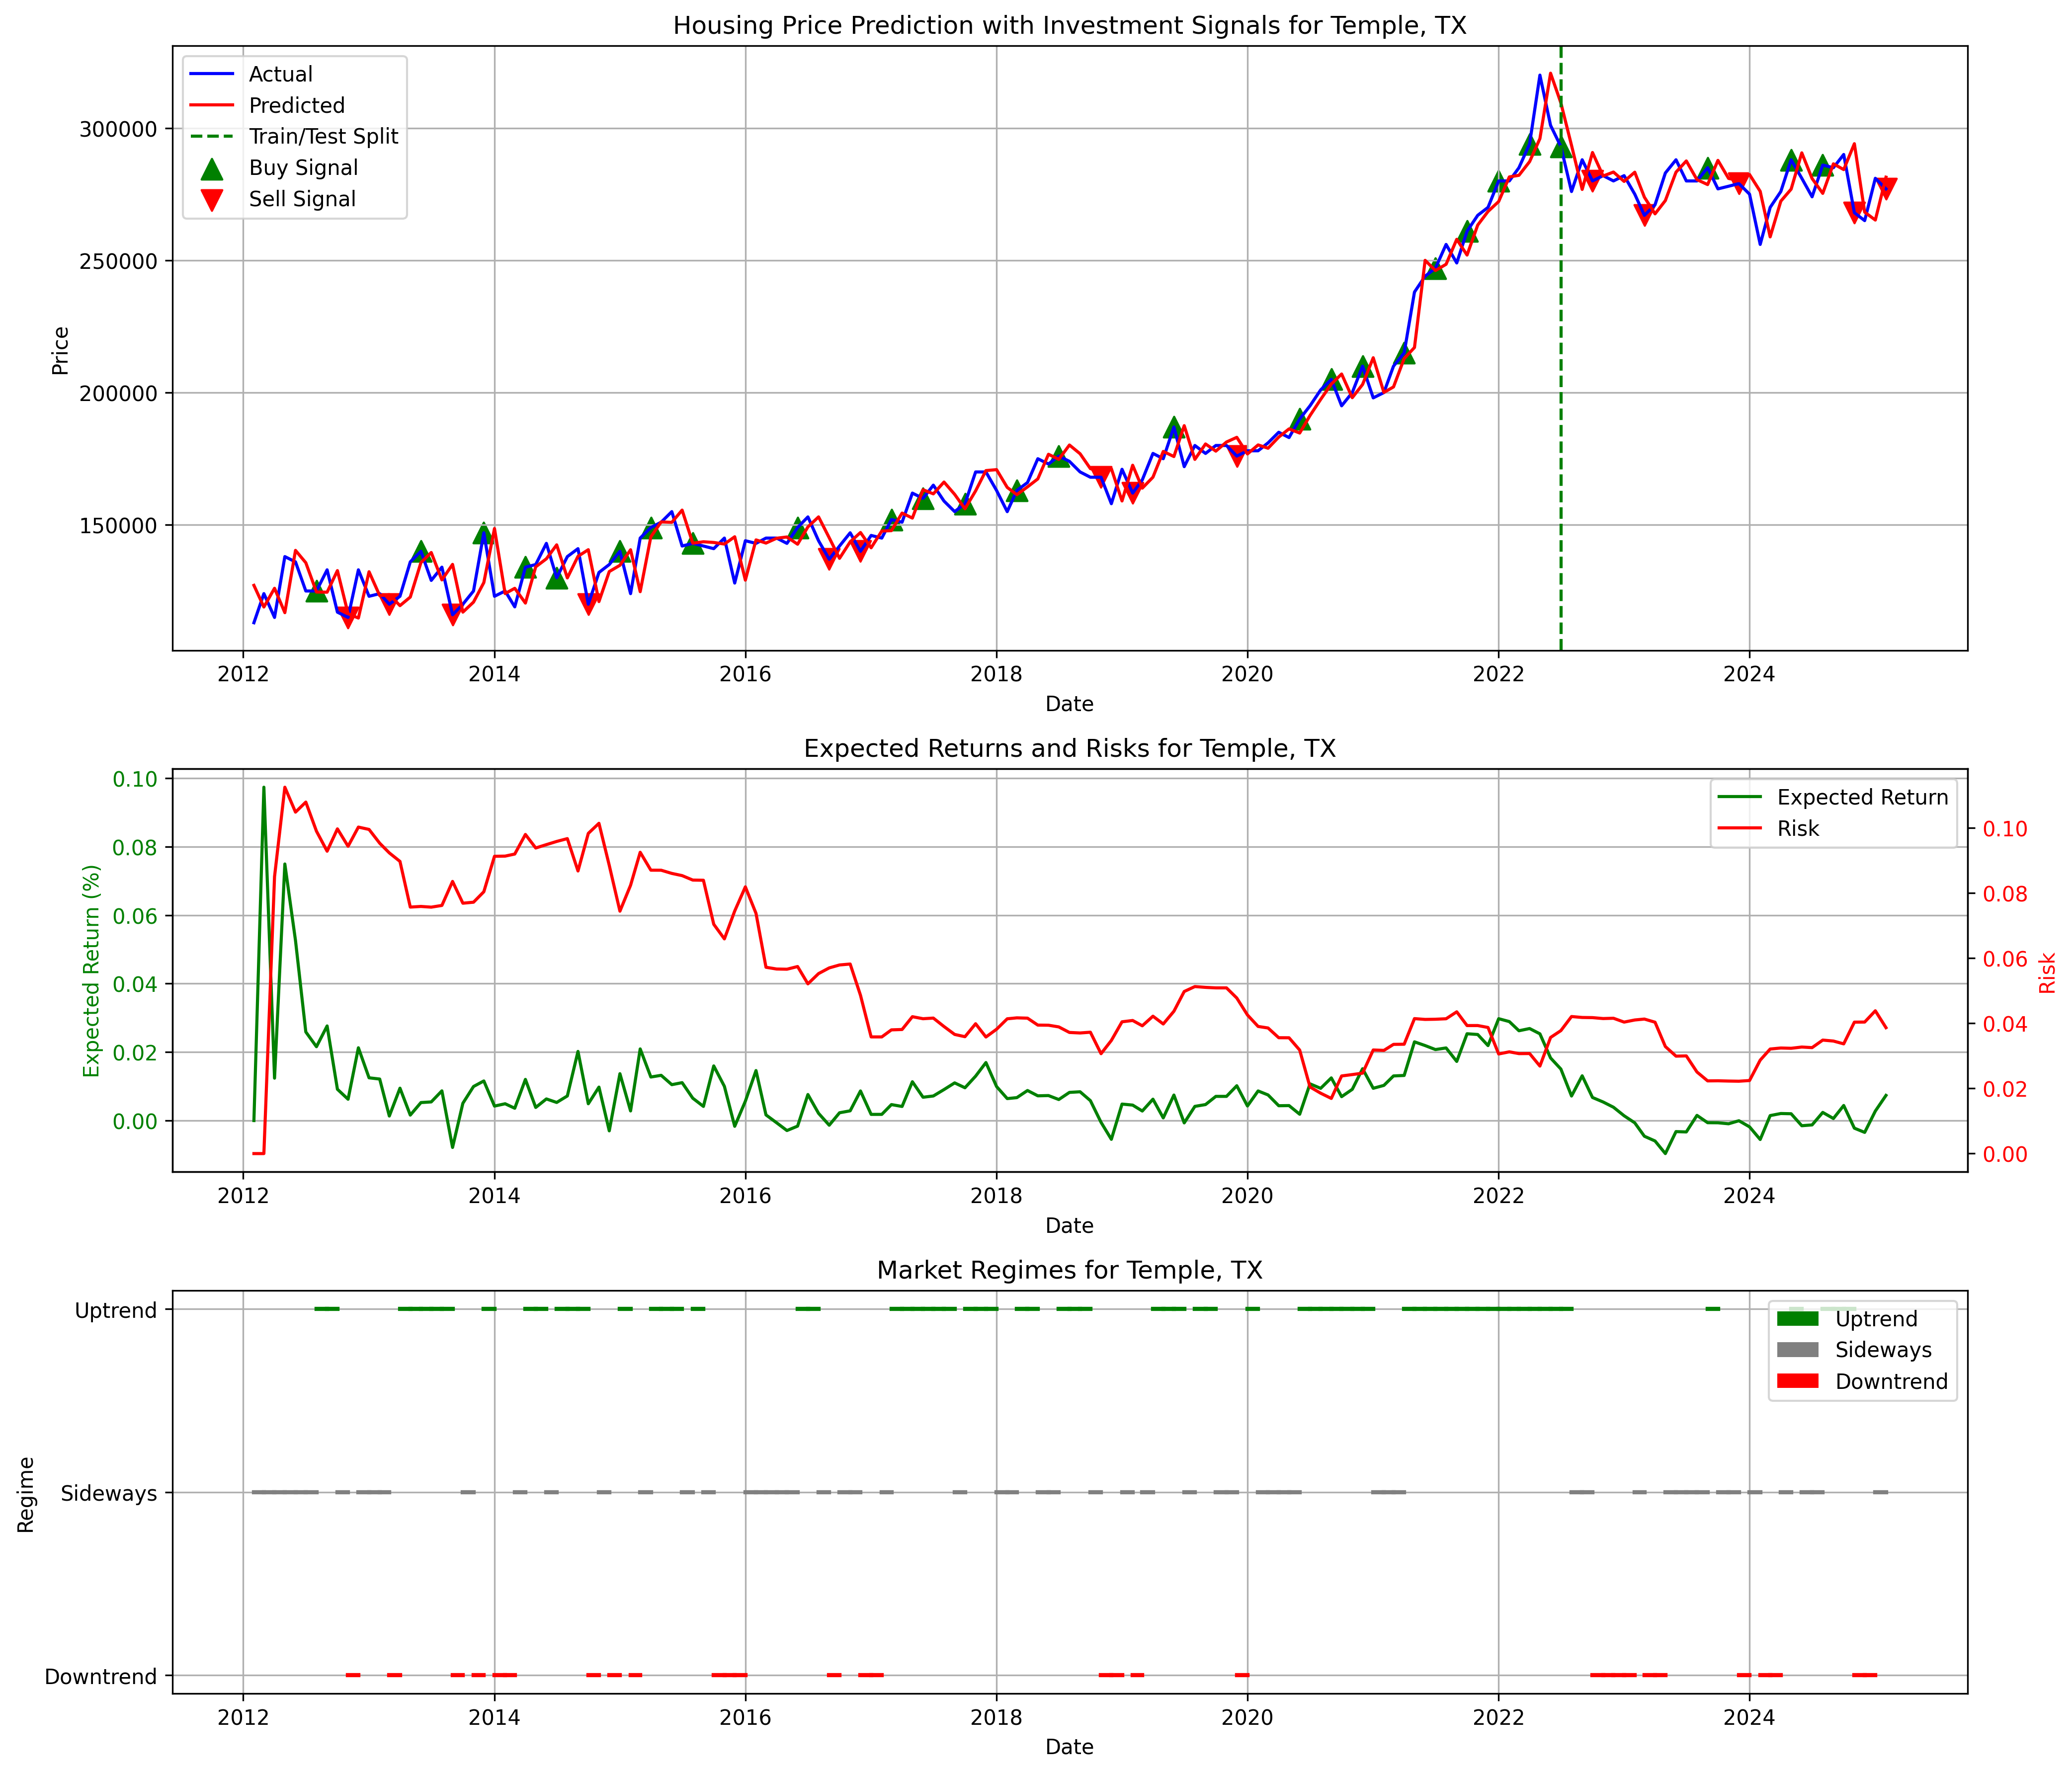 Housing Price Prediction with Investment Signals for Temple, TX
Actual
Predicted
Train/Test Split
Buy Signal
Sell Signal
300000
250000
200000
150000
Price
2012 2014 2016 2018 2020 2022 2024
Date
Expected Returns and Risks for Temple, TX
Expected Return
Risk
0.10
0.08
0.06
0.04
0.02
0.00
Expected Return (%)
0.10
0.08
0.06
0.04
0.02
0.00
Risk
2012 2014 2016 2018 2020 2022 2024
Date
Market Regimes for Temple, TX
Uptrend
Sideways
Downtrend
Regime
Uptrend
Sideways
Downtrend
2012 2014 2016 2018 2020 2022 2024
Date